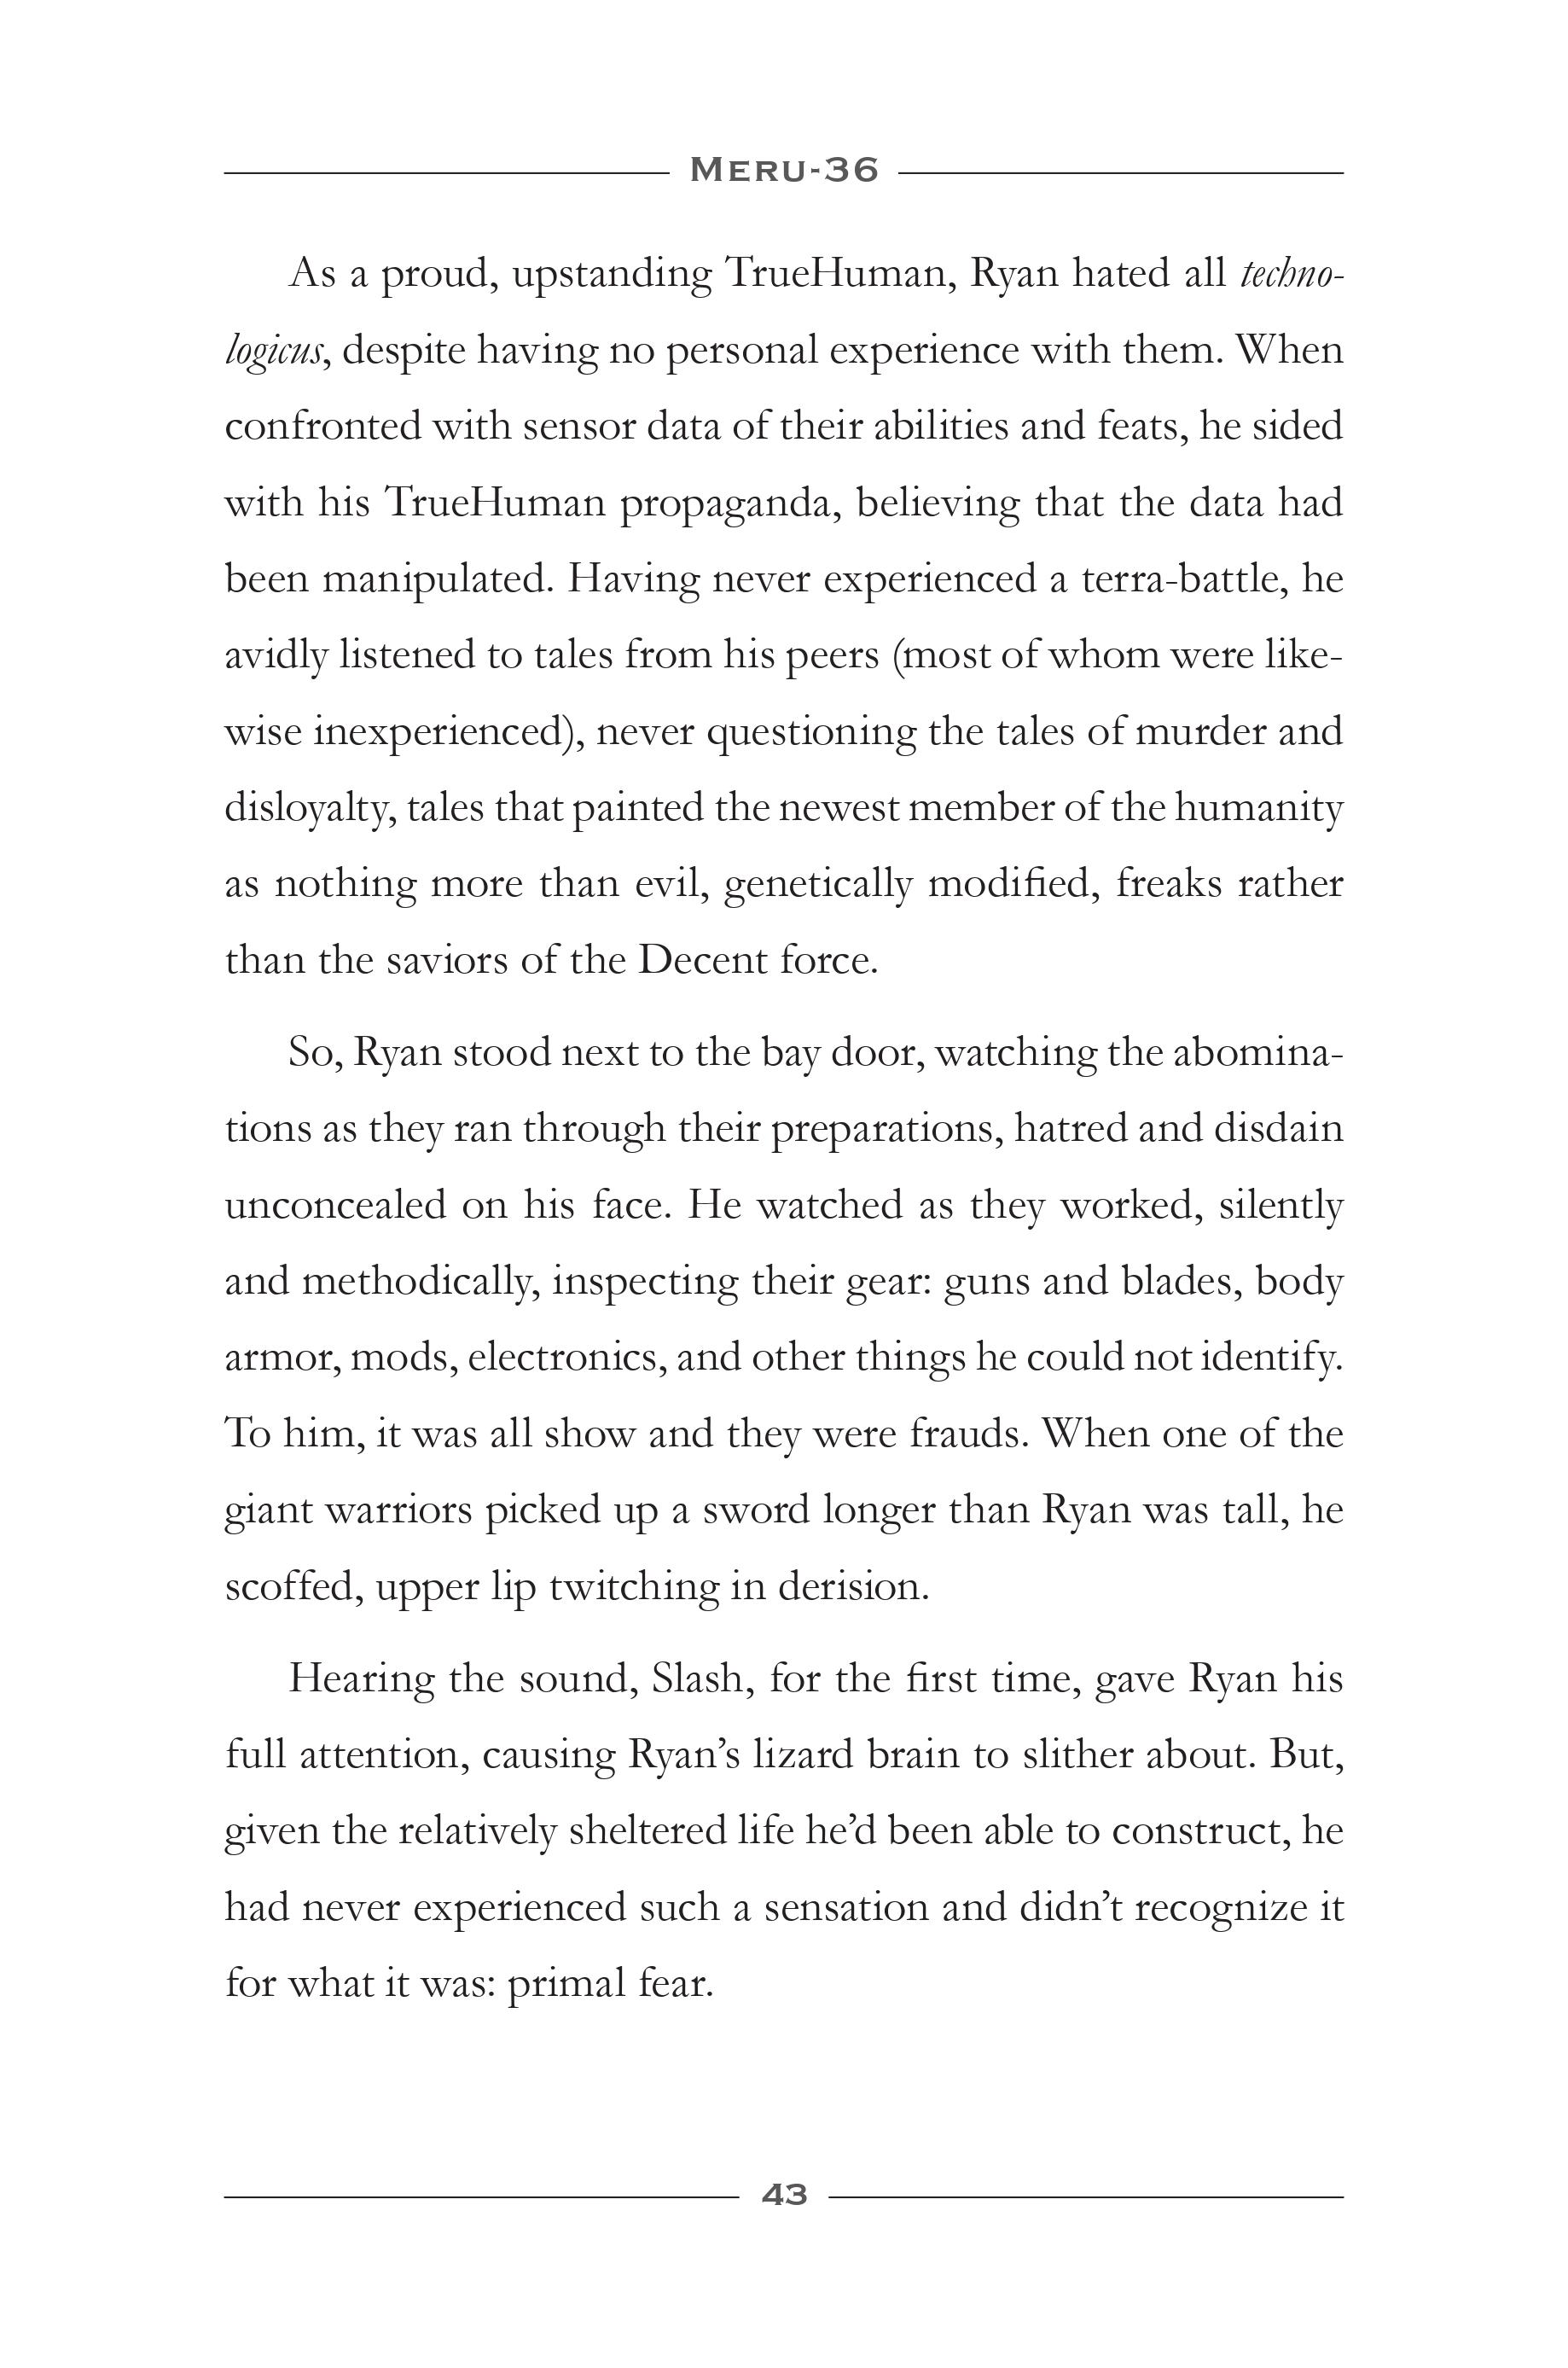 Meru-36
As a proud, upstanding TrueHuman, Ryan hated all techno-
logicus, despite having no personal experience with them. When
confronted with sensor data of their abilities and feats, he sided
with his TrueHuman propaganda, believing that the data had
been manipulated. Having never experienced a terra-battle, he
avidly listened to tales from his peers (most of whom were like-
wise inexperienced), never questioning the tales of murder and
disloyalty, tales that painted the newest member of the humanity
as nothing more than evil, genetically modified, freaks rather
than the saviors of the Decent force.
So, Ryan stood next to the bay door, watching the abomina-
tions as they ran through their preparations, hatred and disdain
unconcealed on his face. He watched as they worked, silently
and methodically, inspecting their gear: guns and blades, body
armor, mods, electronics, and other things he could not identify.
To him, it was all show and they were frauds. When one of the
giant warriors picked up a sword longer than Ryan was tall, he
scoffed, upper lip twitching in derision.
Hearing the sound, Slash, for the first time, gave Ryan his
full attention, causing Ryan’s lizard brain to slither about. But,
given the relatively sheltered life he’d been able to construct, he
had never experienced such a sensation and didn’t recognize it
for what it was: primal fear.
43